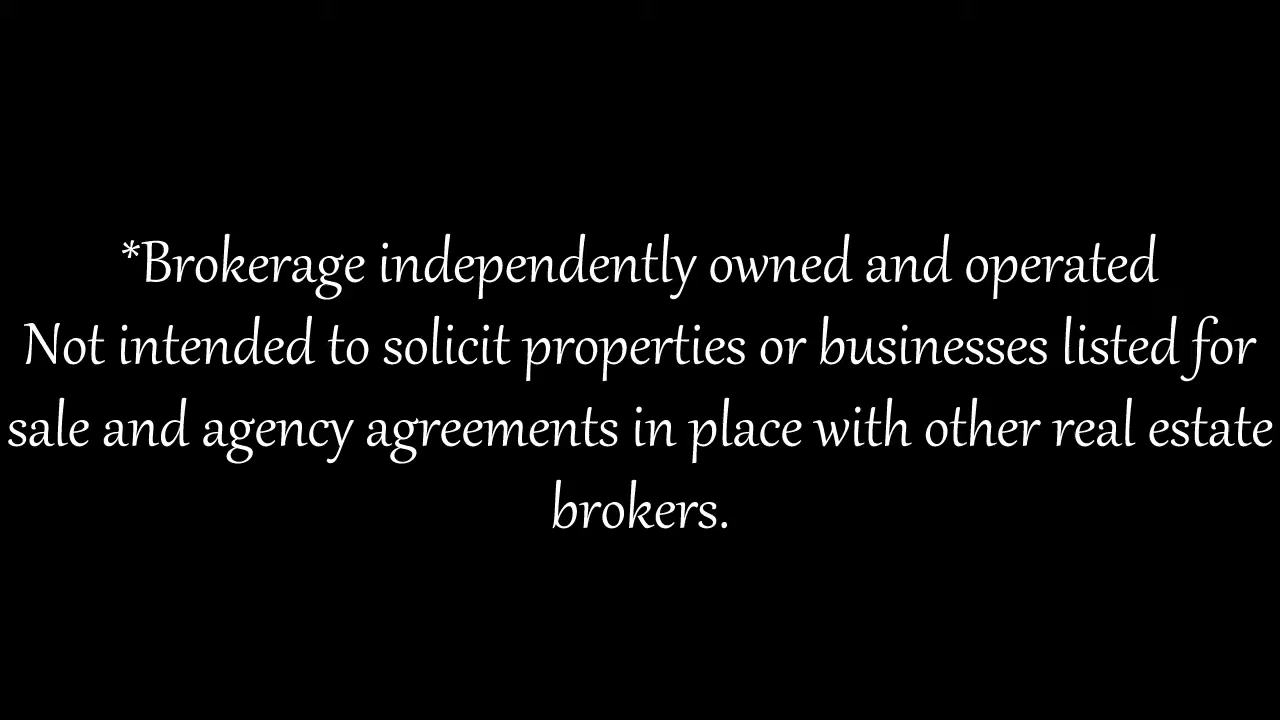 *Brokerage independently owned and operated
Not intended to solicit properties or businesses listed for
sale and agency agreements in place with other real estate
brokers.